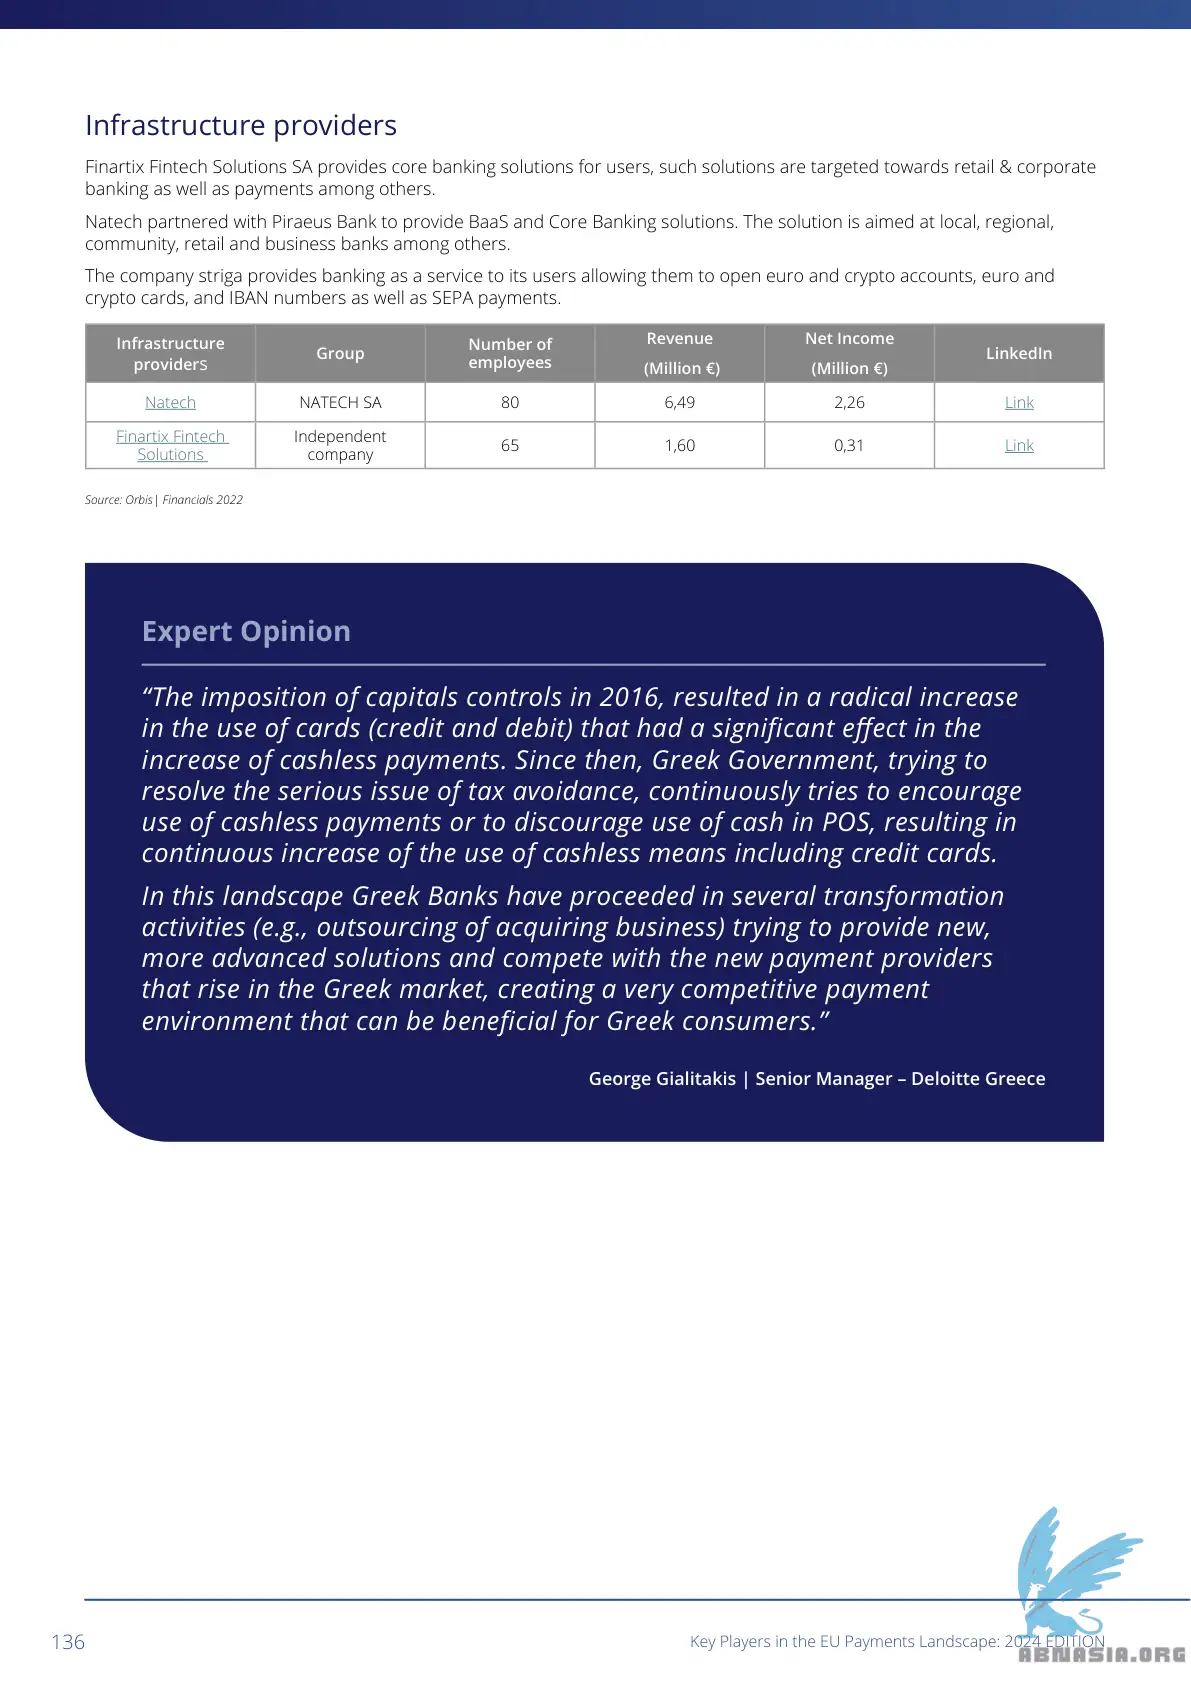 Infrastructure providers
Finartix Fintech Solutions SA provides core banking solutions for users, such solutions are targeted towards retail & corporate
banking as well as payments among others.
Natech partnered with Piraeus Bank to provide BaaS and Core Banking solutions. The solution is aimed at local, regional,
community, retail and business banks among others.
The company striga provides banking as a service to its users allowing them to open euro and crypto accounts, euro and
crypto cards, and IBAN numbers as well as SEPA payments.
Infrastructure providers Group Number of employees Revenue (Million €) Net Income (Million €) LinkedIn
Natech NATECH SA 80 6,49 2,26 Link
Finartix Fintech Solutions Independent company 65 1,60 0,31 Link
Source: Orbis| Financials 2022
Expert Opinion
“The imposition of capitals controls in 2016, resulted in a radical increase
in the use of cards (credit and debit) that had a significant effect in the
increase of cashless payments. Since then, Greek Government, trying to
resolve the serious issue of tax avoidance, continuously tries to encourage
use of cashless payments or to discourage use of cash in POS, resulting in
continuous increase of the use of cashless means including credit cards.
In this landscape Greek Banks have proceeded in several transformation
activities (e.g., outsourcing of acquiring business) trying to provide new,
more advanced solutions and compete with the new payment providers
that rise in the Greek market, creating a very competitive payment
environment that can be beneficial for Greek consumers.”
George Gialitakis | Senior Manager – Deloitte Greece
136
Key Players in the EU Payments Landscape: 2024 EDITION
ABNASIA.ORG